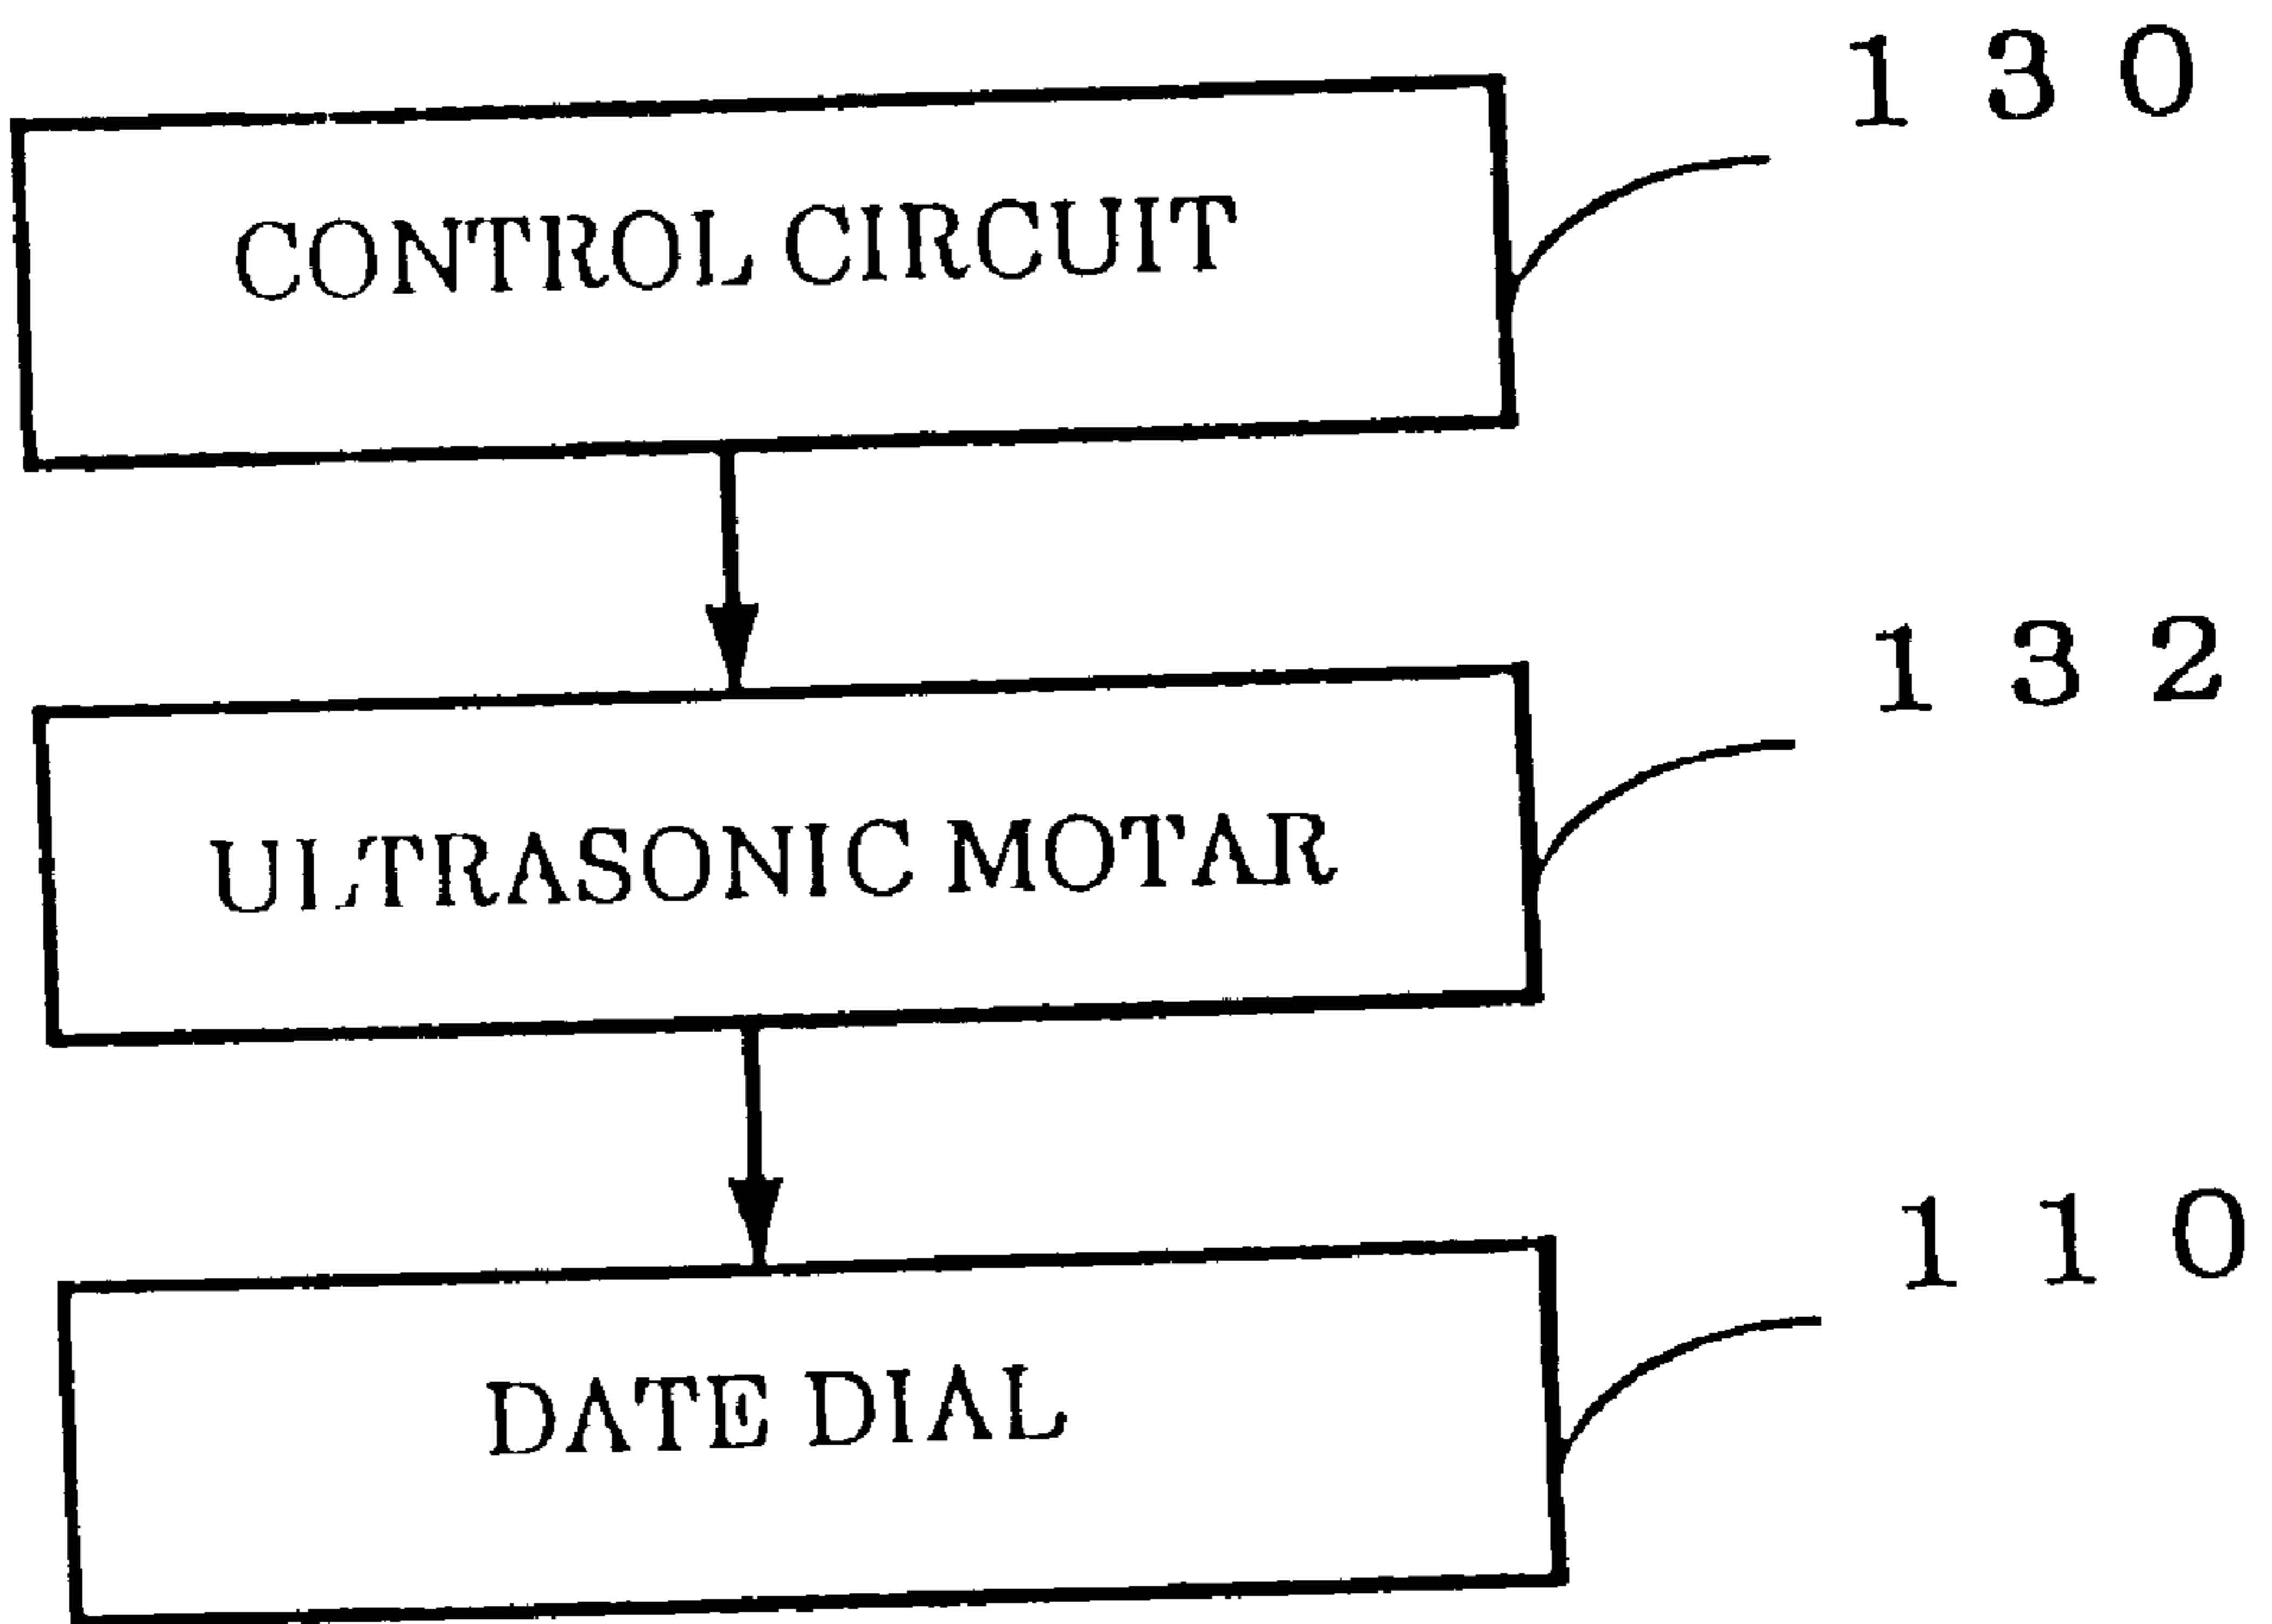 130
CONTROL CIRCUIT
132
ULTRASONIC MOTAR
110
DATE DIAL